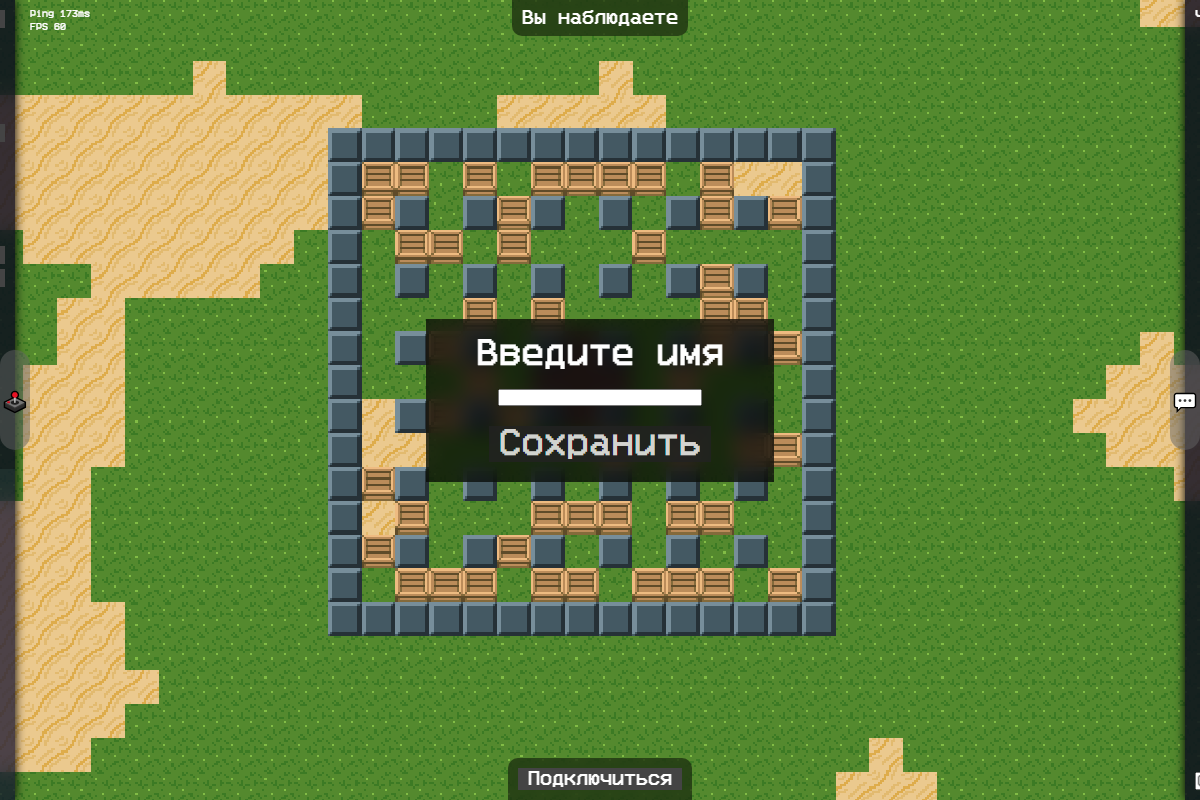 Ping 173ms
FPS 60
Вы наблюдаете
Введите имя
Сохранить
Подключиться